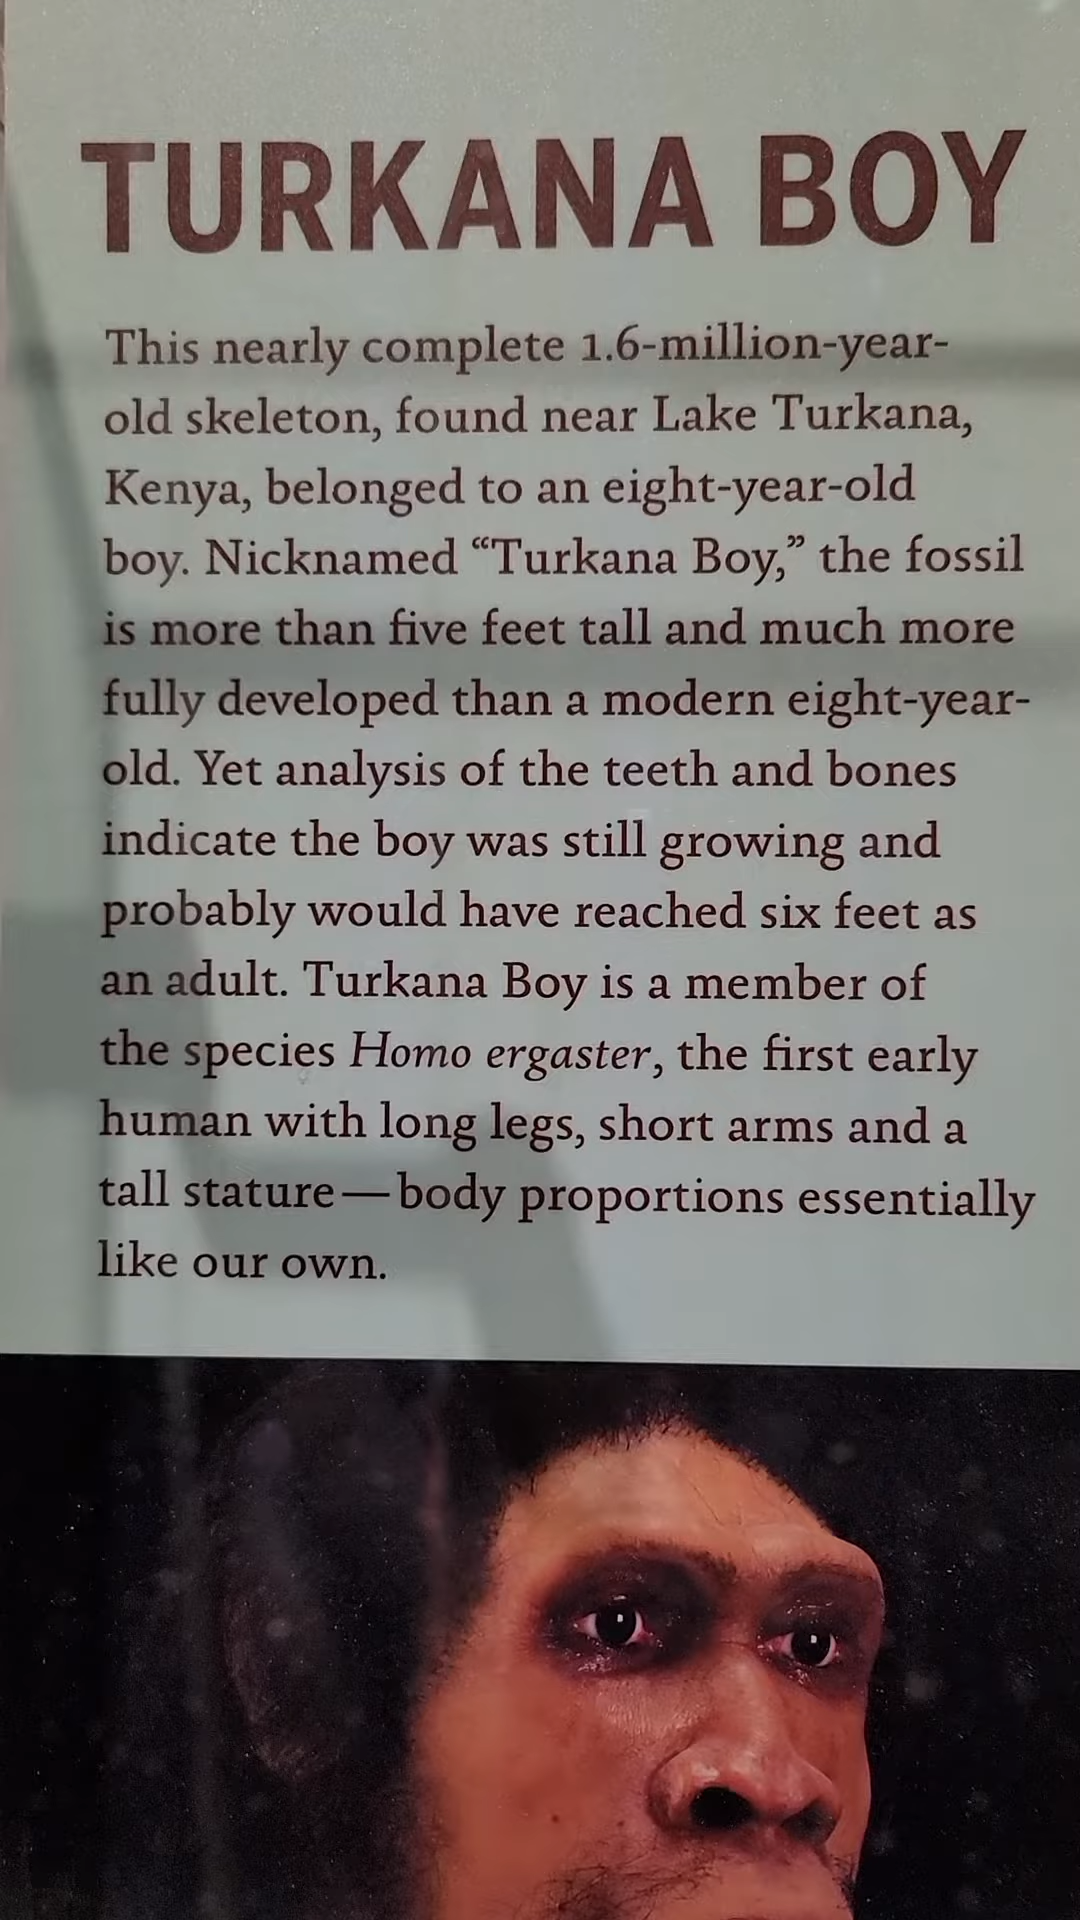 TURKANA BOY
This nearly complete 1.6-million-year-
old skeleton, found near Lake Turkana,
Kenya, belonged to an eight-year-old
boy. Nicknamed “Turkana Boy,” the fossil
is more than five feet tall and much more
fully developed than a modern eight-year-
old. Yet analysis of the teeth and bones
indicate the boy was still growing and
probably would have reached six feet as
an adult. Turkana Boy is a member of
the species Homo ergaster, the first early
human with long legs, short arms and a
tall stature—body proportions essentially
like our own.